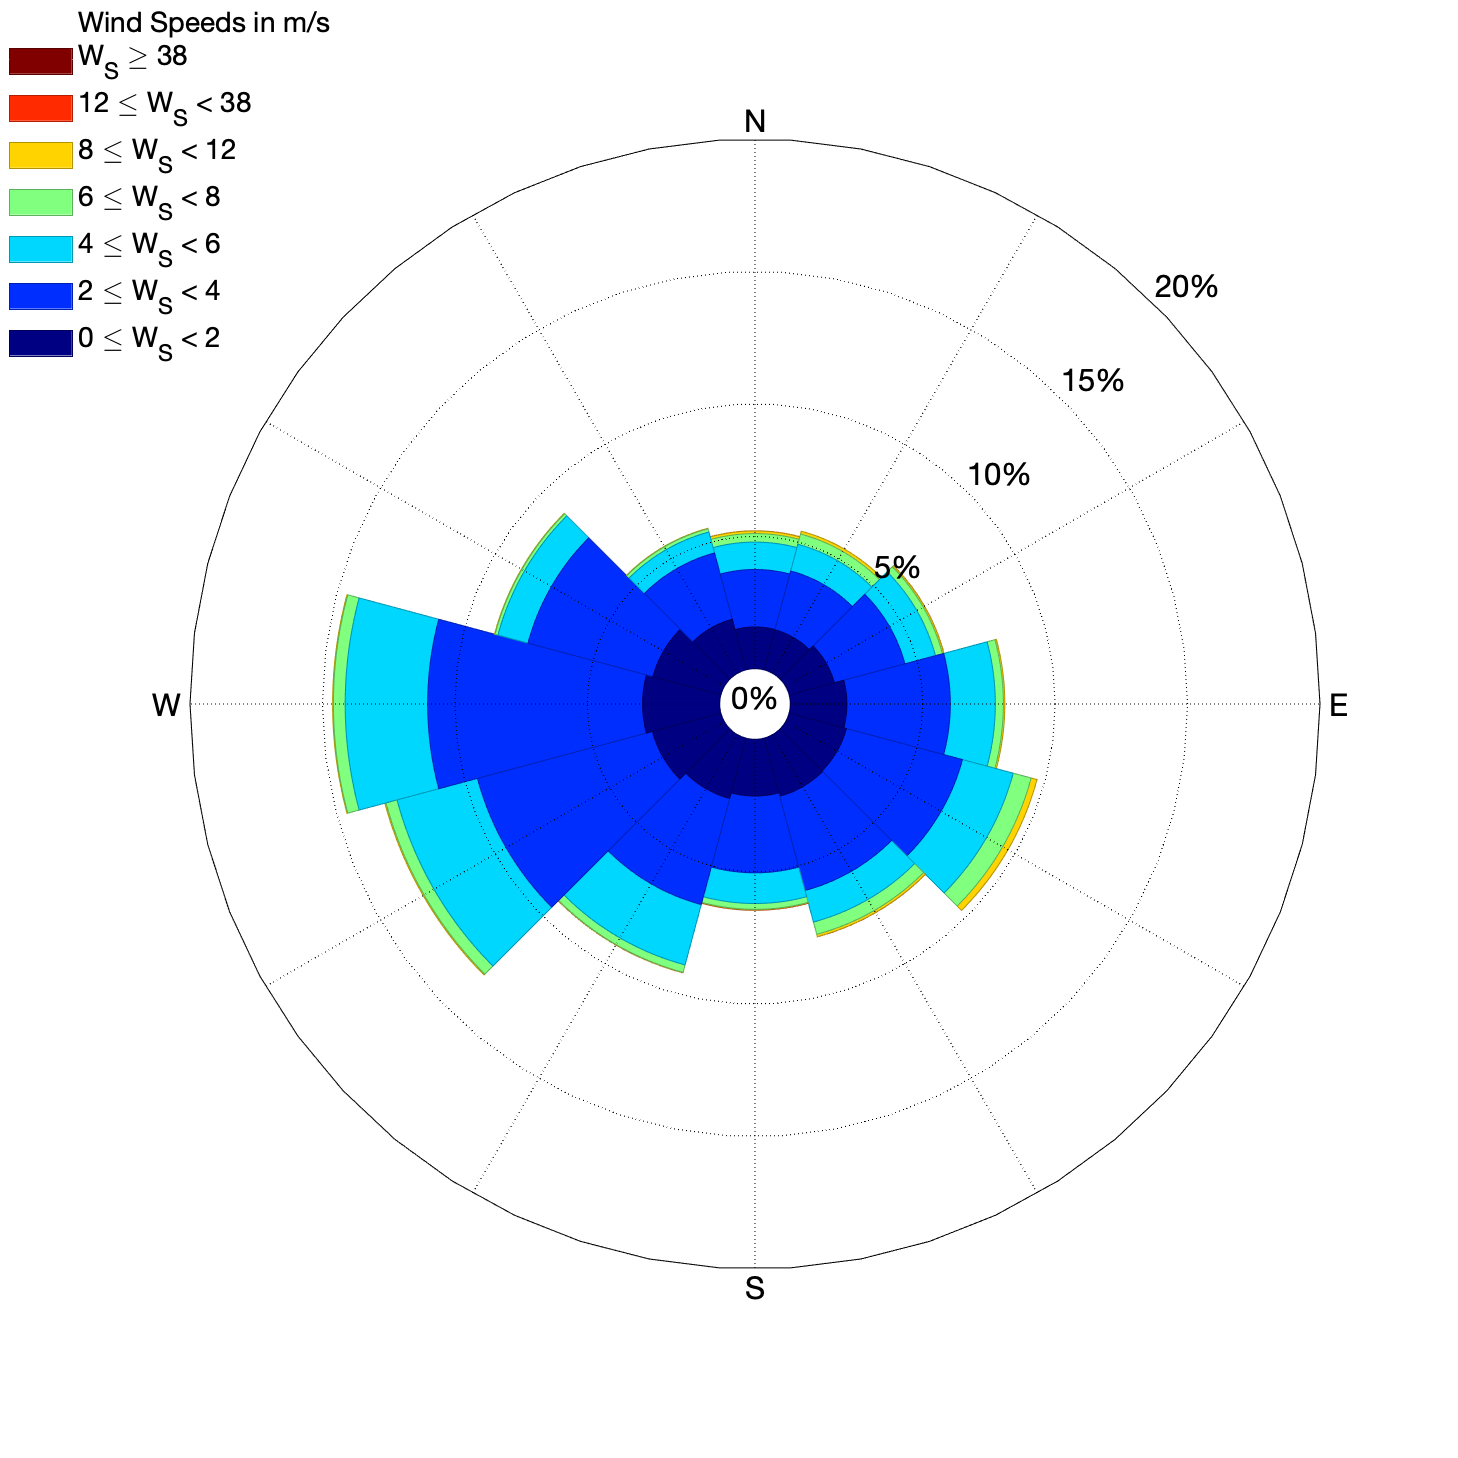 Wind Speeds in m/s
W_S ≥ 38
12 ≤ W_S < 38
8 ≤ W_S < 12
6 ≤ W_S < 8
4 ≤ W_S < 6
2 ≤ W_S < 4
0 ≤ W_S < 2
N
20%
15%
10%
5%
W
0%
E
S